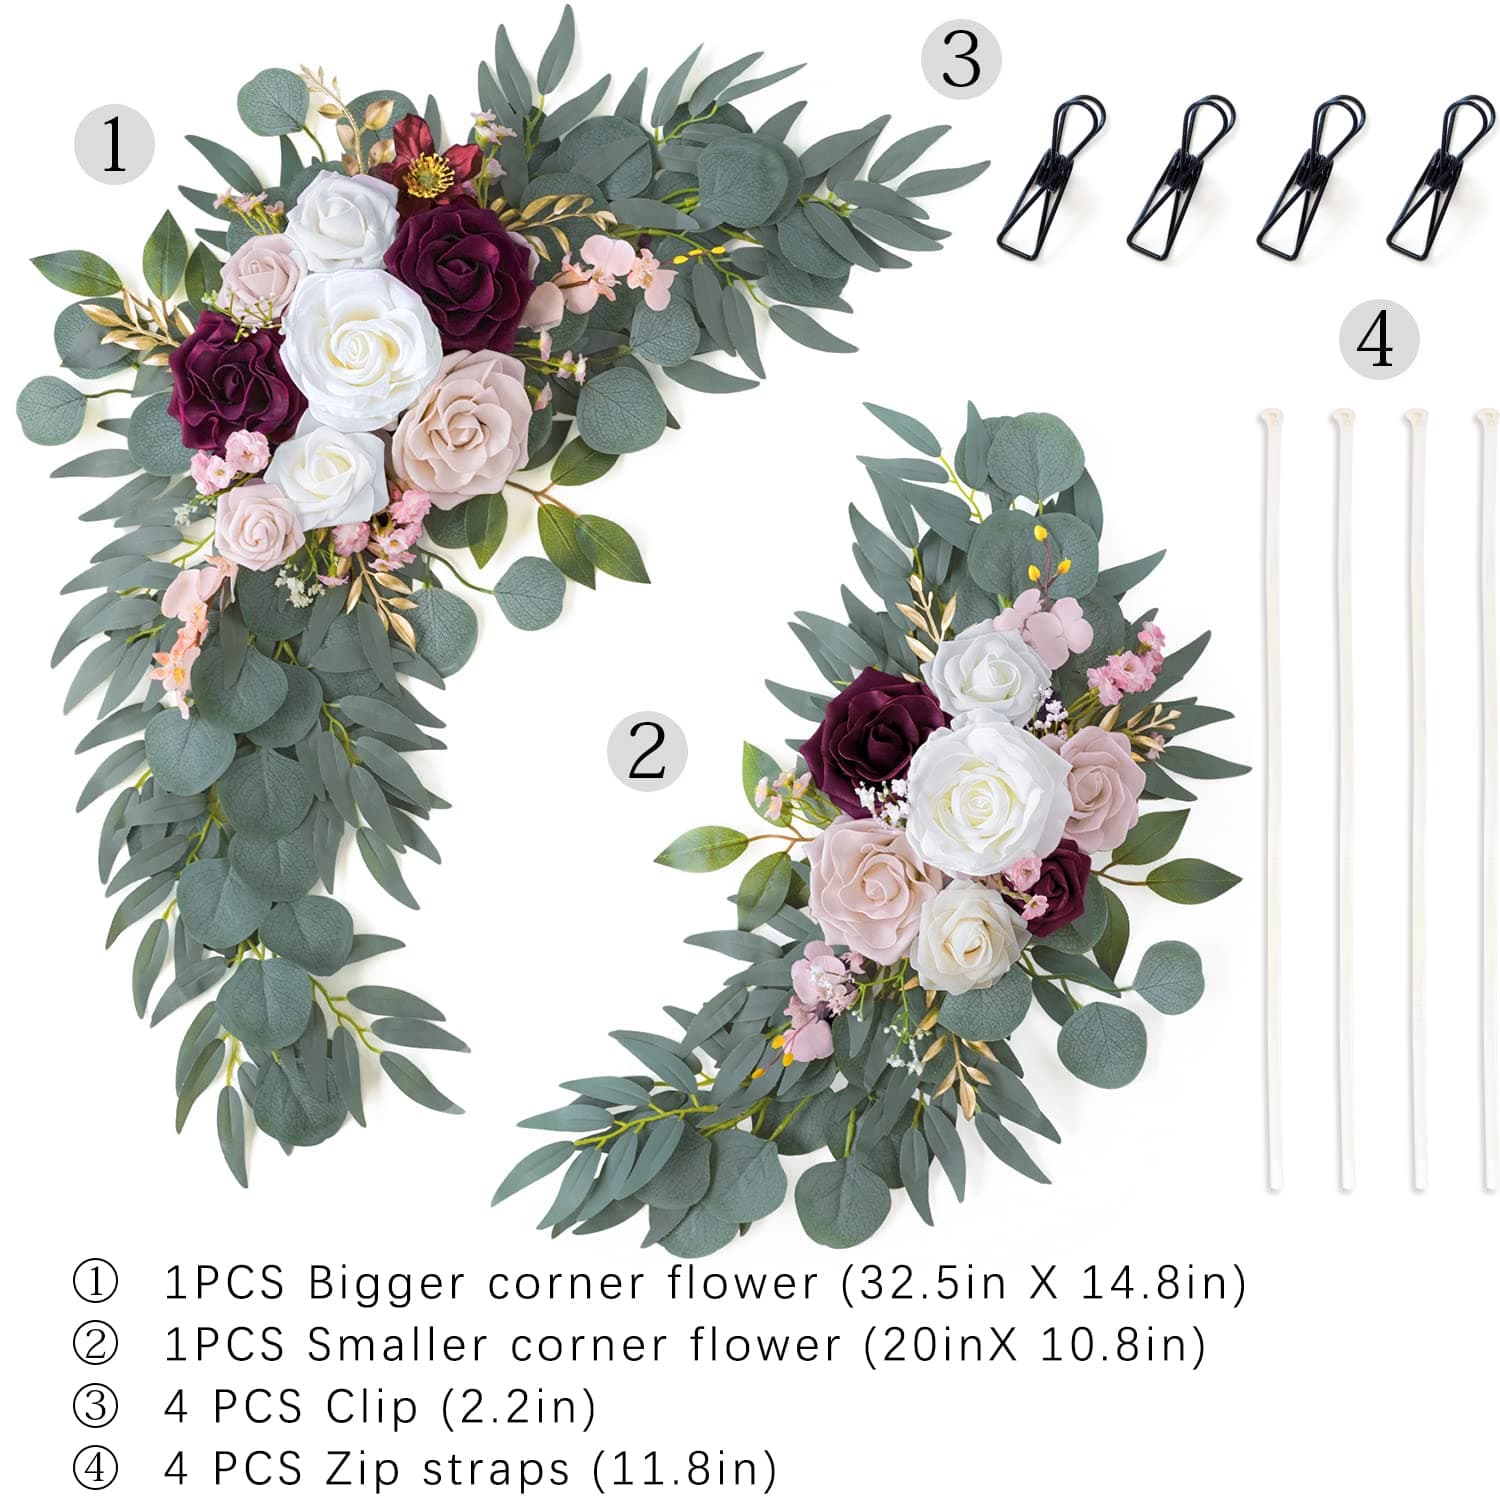 1
3
4
2
① 1PCS Bigger corner flower (32.5in X 14.8in)
② 1PCS Smaller corner flower (20inX 10.8in)
③ 4 PCS Clip (2.2in)
④ 4 PCS Zip straps (11.8in)